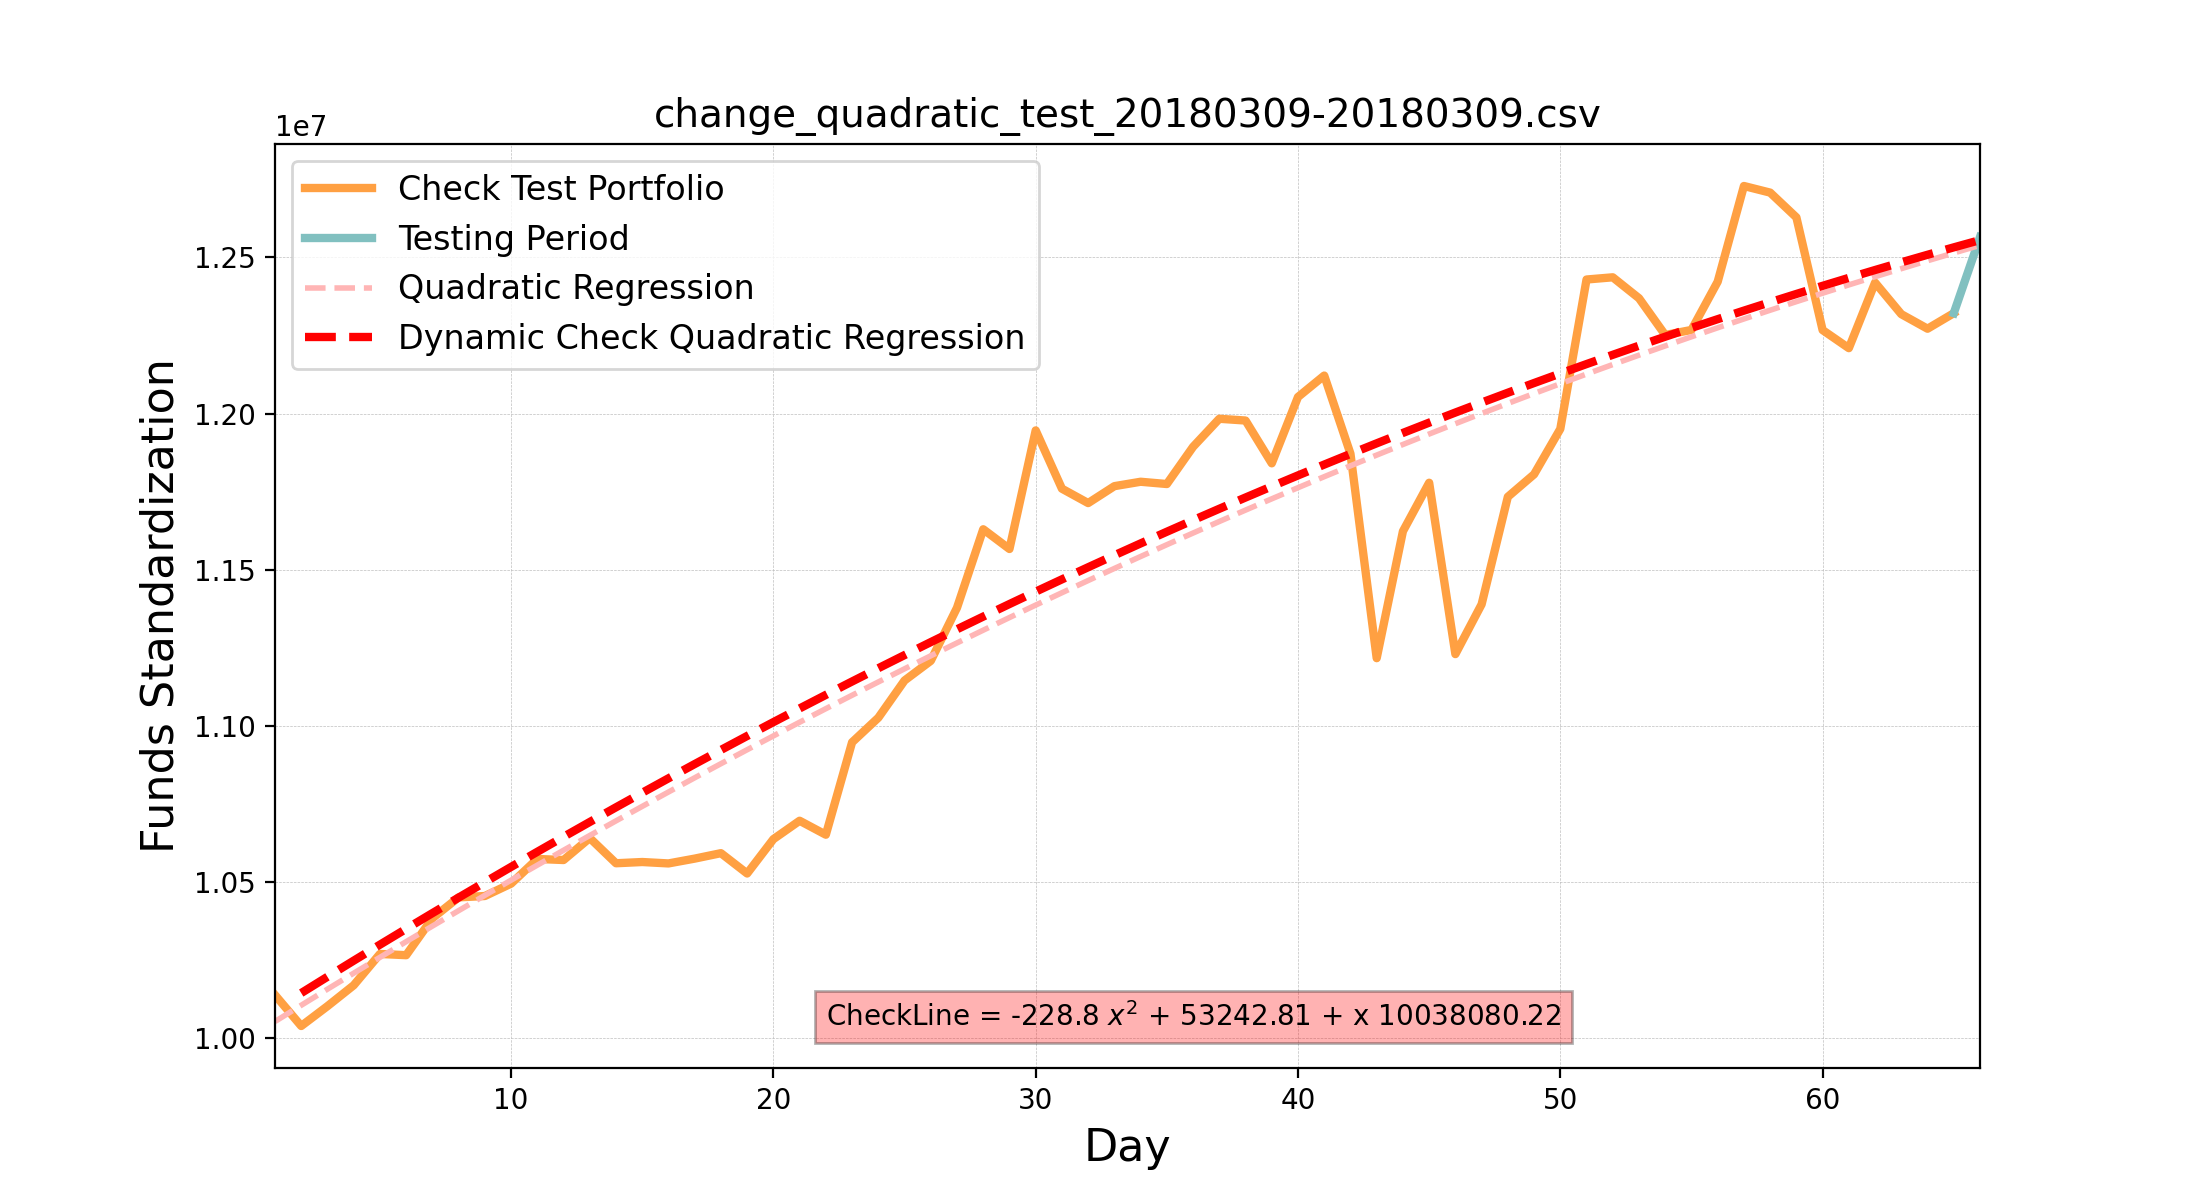 change_quadratic_test_20180309-20180309.csv
1e7
Check Test Portfolio
Testing Period
Quadratic Regression
Dynamic Check Quadratic Regression
1.25
1.20
1.15
1.10
1.05
1.00
Funds Standardization
CheckLine = -228.8 x² + 53242.81 + x 10038080.22
10 20 30 40 50 60
Day